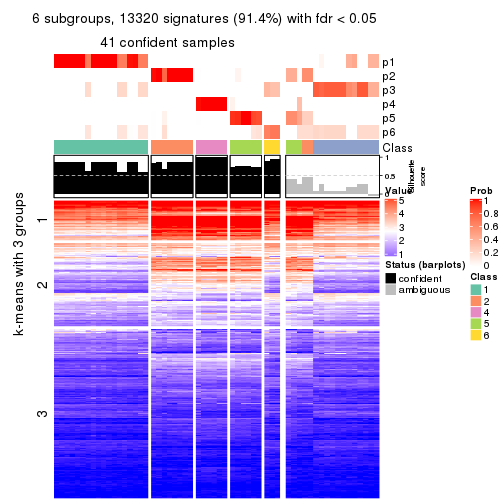 6 subgroups, 13320 signatures (91.4%) with fdr < 0.05
41 confident samples
p1
p2
p3
p4
p5
p6
Class
1
0.5
0
Silhouette
score
k-means with 3 groups
1
2
3
Value
5
4
3
2
1
Status (barplots)
confident
ambiguous
Prob
1
0.8
0.6
0.4
0.2
0
Class
1
2
3
4
5
6